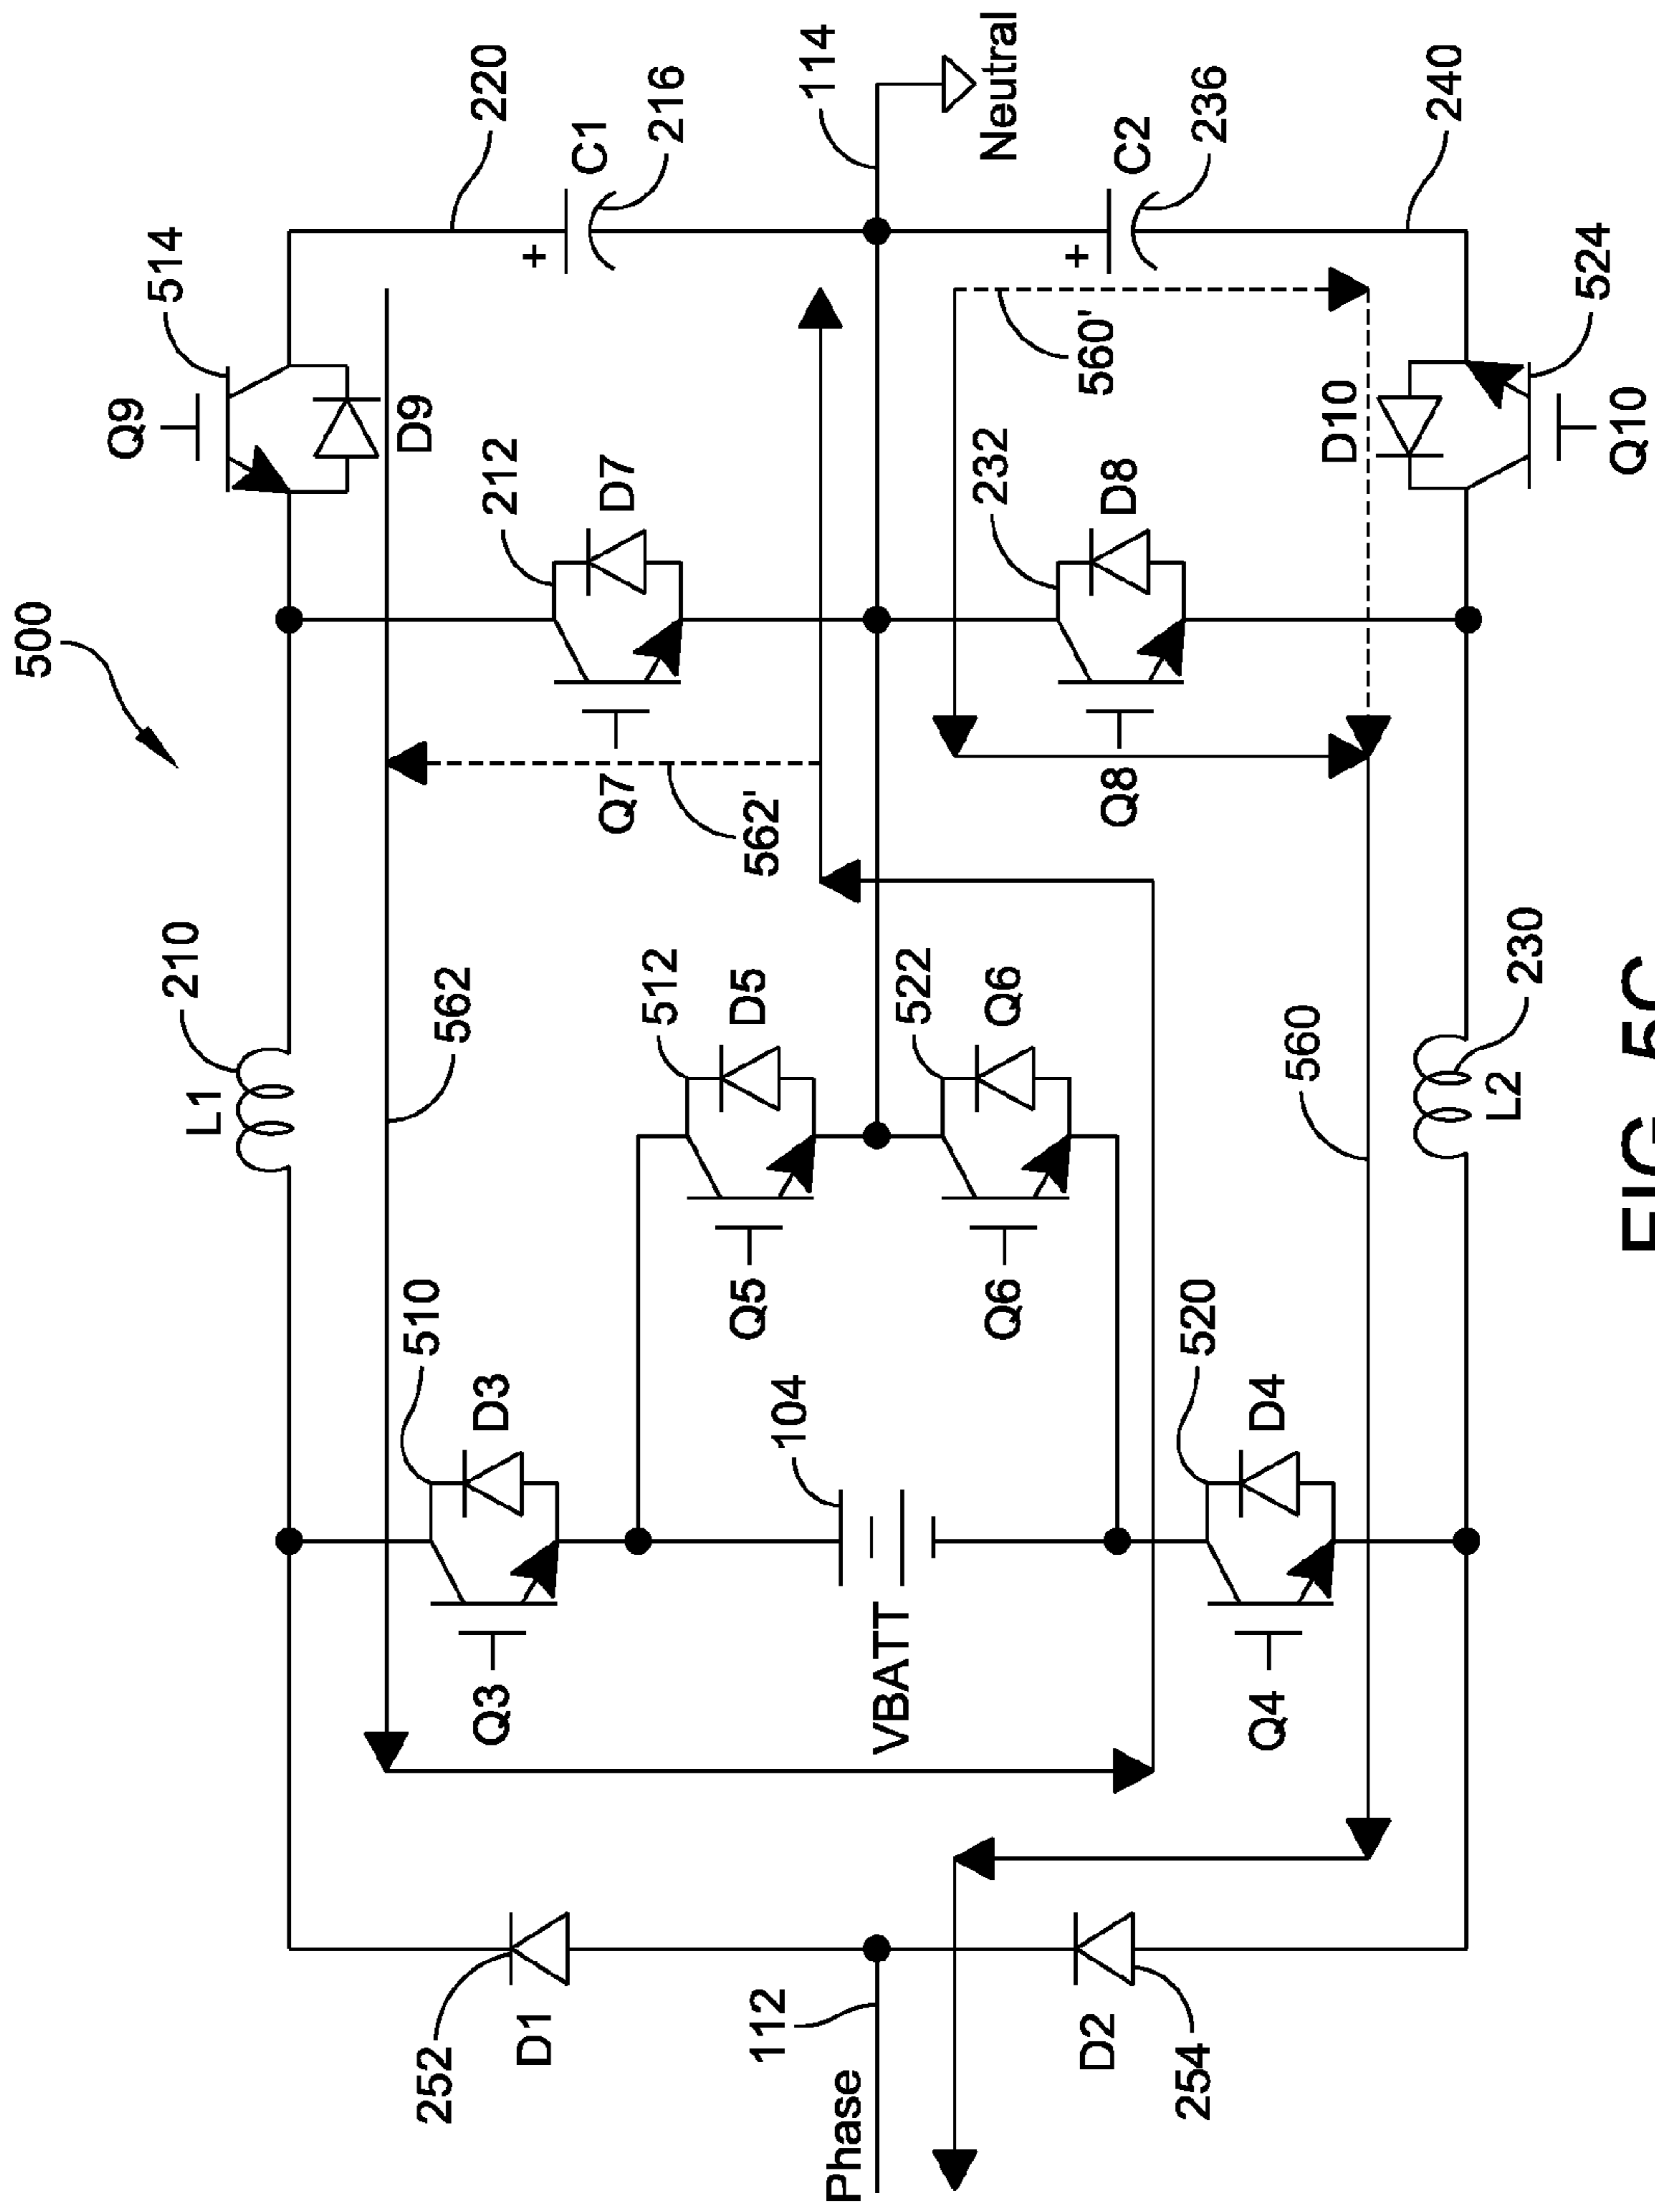 500
Q9
514
220
D9
C1
+
216
L1
210
562
212
D7
Q7
562'
114
Neutral
510
D3
Q3
512
D5
Q5
522
Q6
Q6
104
VBATT
520
D4
Q4
232
D8
Q8
560'
C2
+
236
240
D10
524
Q10
560
L2
230
252
D1
112
Phase
D2
254
FIG. 5C